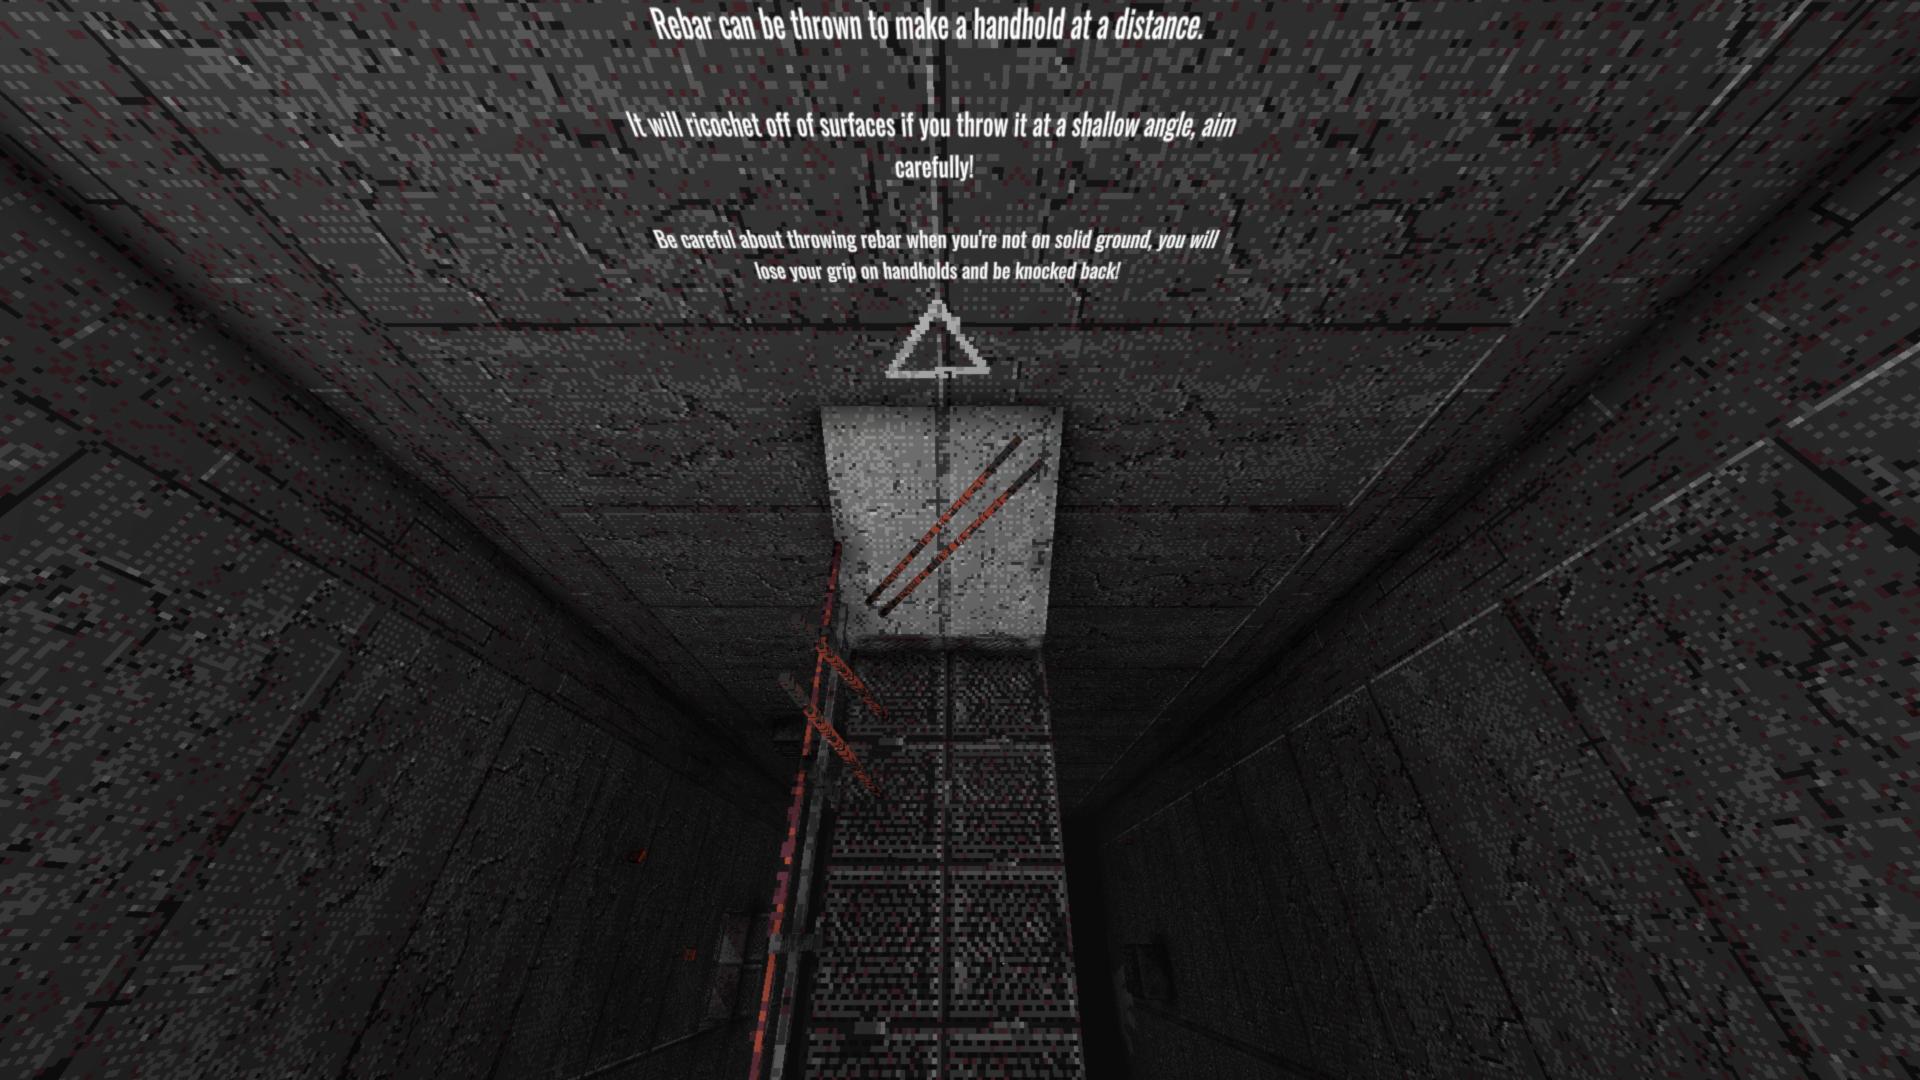 Rebar can be thrown to make a handhold at a distance.
It will ricochet off of surfaces if you throw it at a shallow angle, aim
carefully!
Be careful about throwing rebar when you're not on solid ground, you will
lose your grip on handholds and be knocked back!